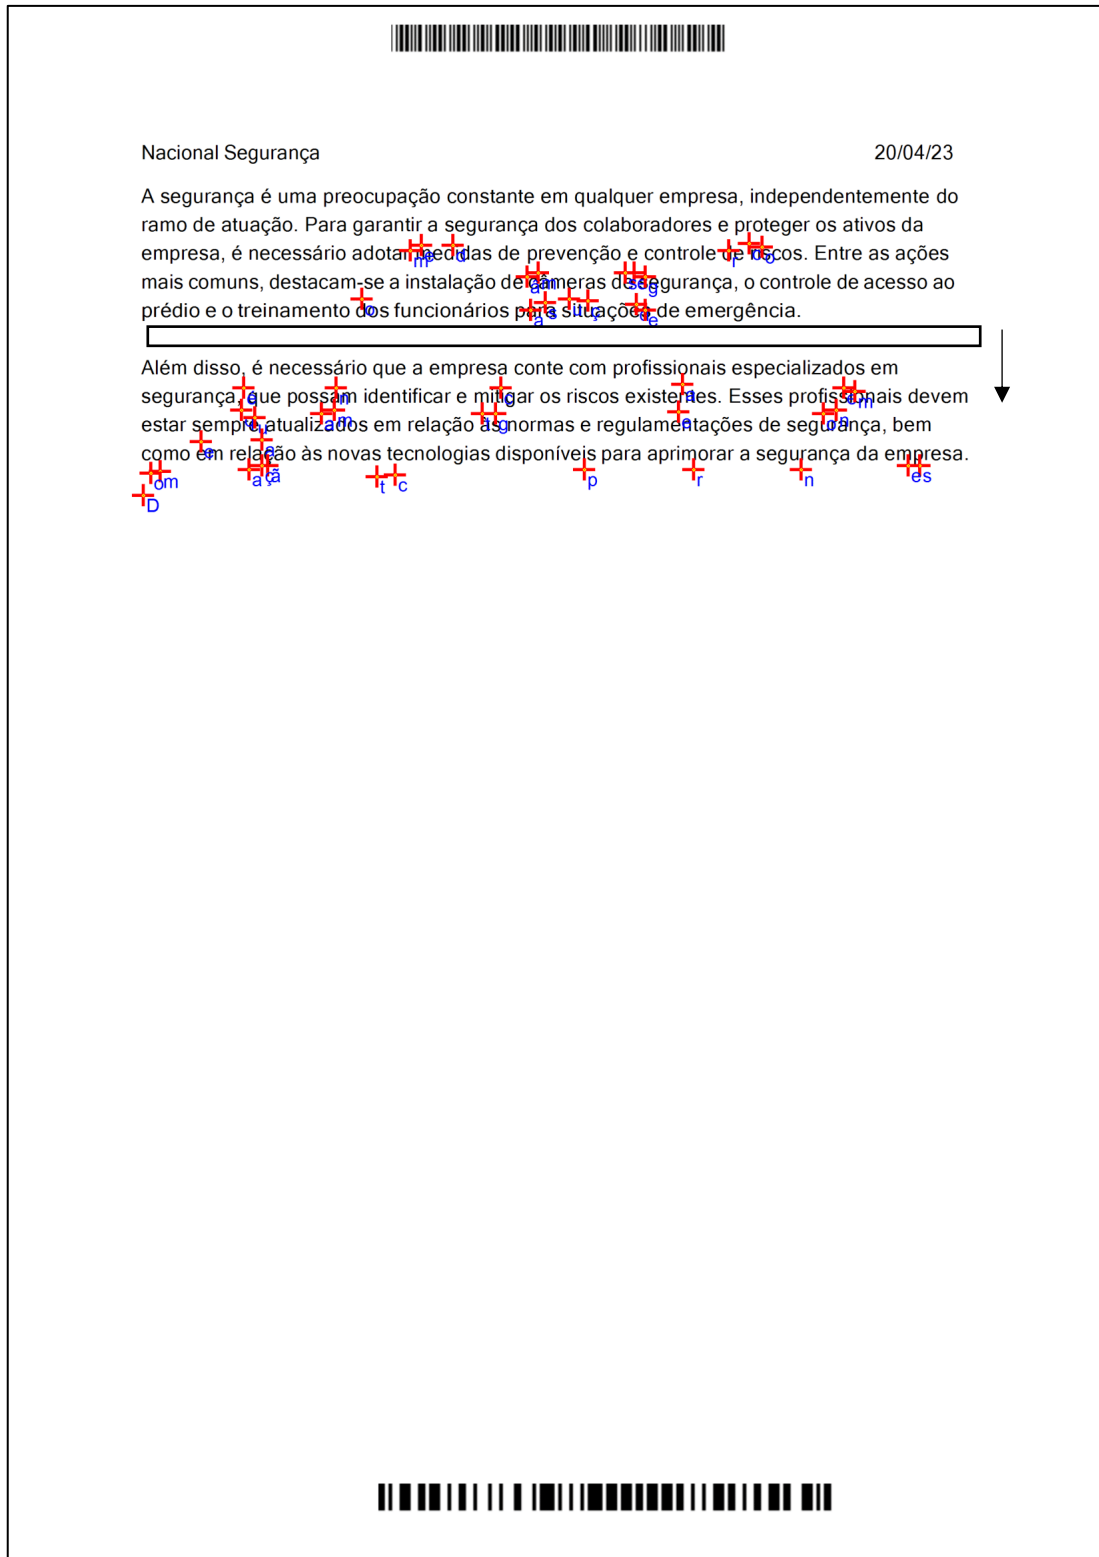 Nacional Segurança 20/04/23
A segurança é uma preocupação constante em qualquer empresa, independentemente do
ramo de atuação. Para garantir a segurança dos colaboradores e proteger os ativos da
empresa, é necessário adotar medidas de prevenção e controle de riscos. Entre as ações
mais comuns, destacam-se a instalação de câmeras de segurança, o controle de acesso ao
prédio e o treinamento dos funcionários para situações de emergência.
Além disso, é necessário que a empresa conte com profissionais especializados em
segurança, que possam identificar e mitigar os riscos existentes. Esses profissionais devem
estar sempre atualizados em relação às normas e regulamentações de segurança, bem
como em relação às novas tecnologias disponíveis para aprimorar a segurança da empresa.
o m a ç ã t c p r n e s
D